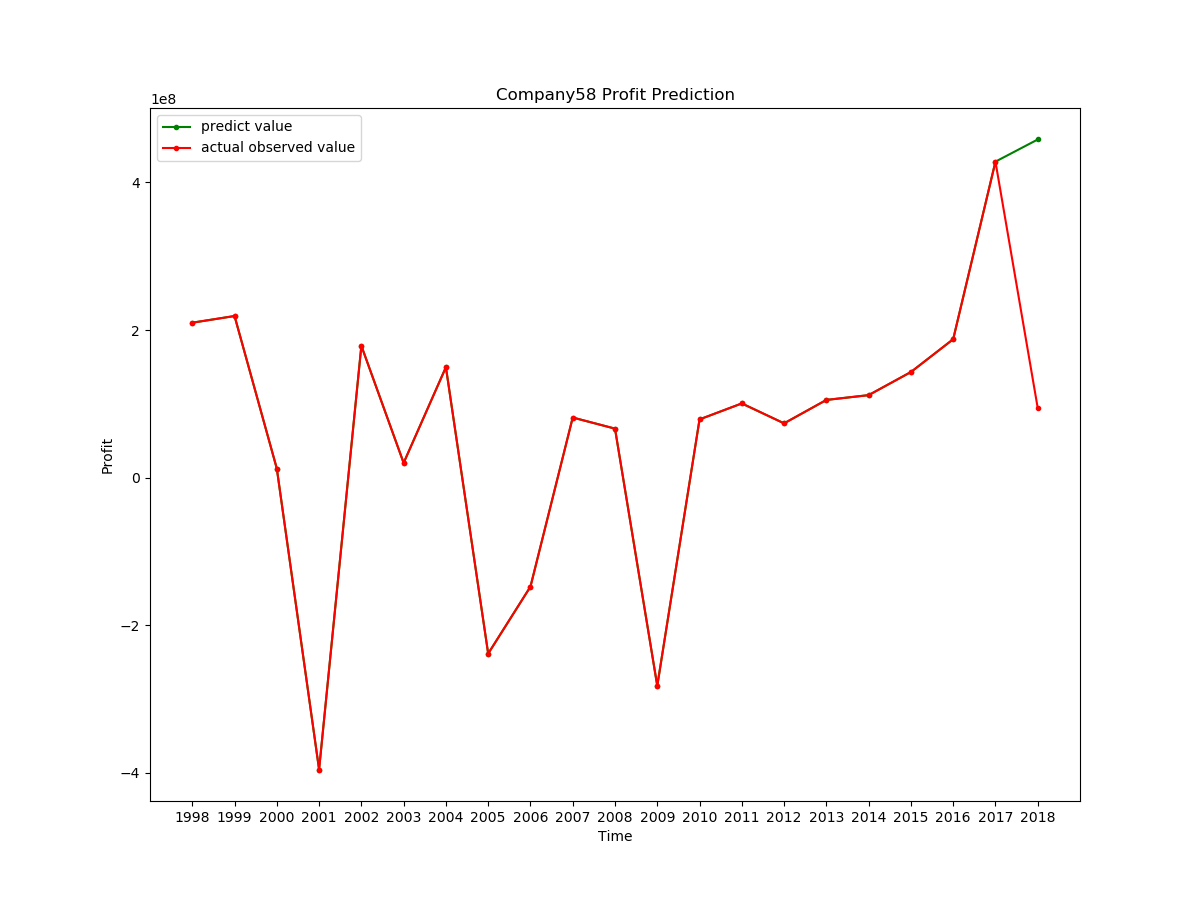 Company58 Profit Prediction
1e8
predict value
actual observed value
4
2
0
−2
−4
Profit
1998 1999 2000 2001 2002 2003 2004 2005 2006 2007 2008 2009 2010 2011 2012 2013 2014 2015 2016 2017 2018
Time